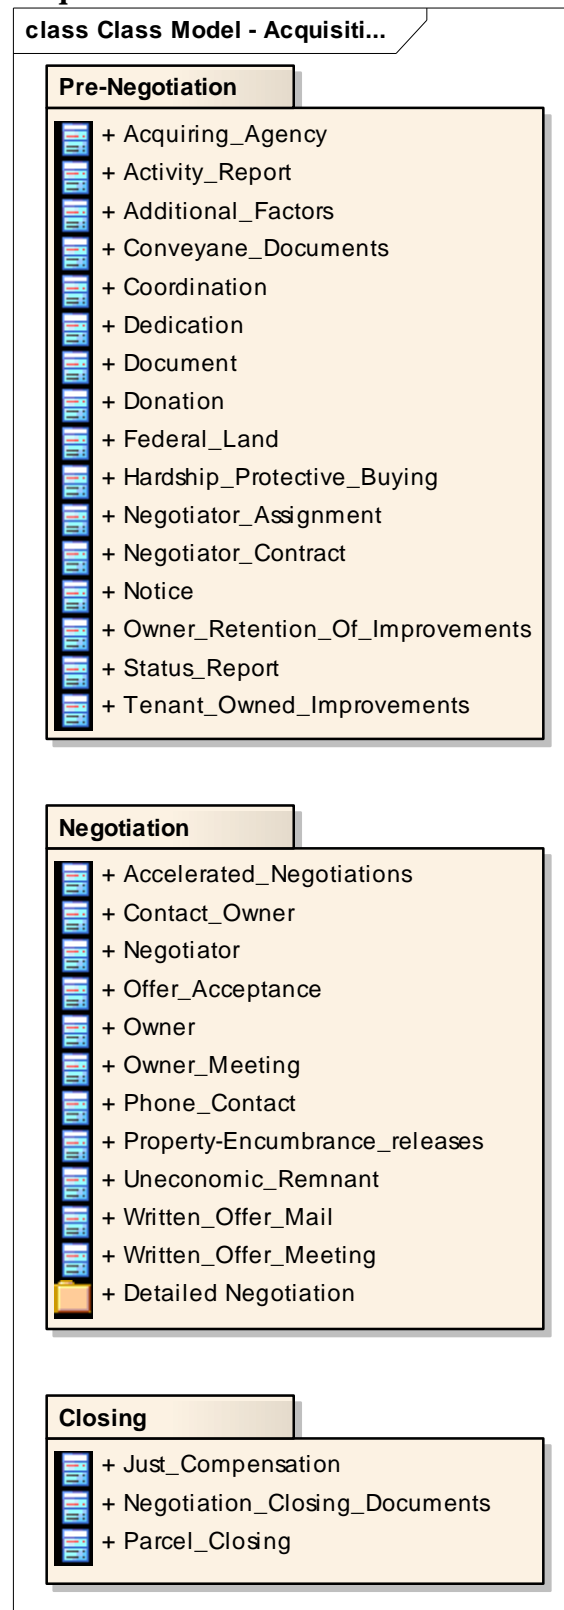 class Class Model - Acquisiti...
Pre-Negotiation
+ Acquiring_Agency
+ Activity_Report
+ Additional_Factors
+ Conveyane_Documents
+ Coordination
+ Dedication
+ Document
+ Donation
+ Federal_Land
+ Hardship_Protective_Buying
+ Negotiator_Assignment
+ Negotiator_Contract
+ Notice
+ Owner_Retention_Of_Improvements
+ Status_Report
+ Tenant_Owned_Improvements
Negotiation
+ Accelerated_Negotiations
+ Contact_Owner
+ Negotiator
+ Offer_Acceptance
+ Owner
+ Owner_Meeting
+ Phone_Contact
+ Property-Encumbrance_releases
+ Uneconomic_Remnant
+ Written_Offer_Mail
+ Written_Offer_Meeting
+ Detailed Negotiation
Closing
+ Just_Compensation
+ Negotiation_Closing_Documents
+ Parcel_Closing